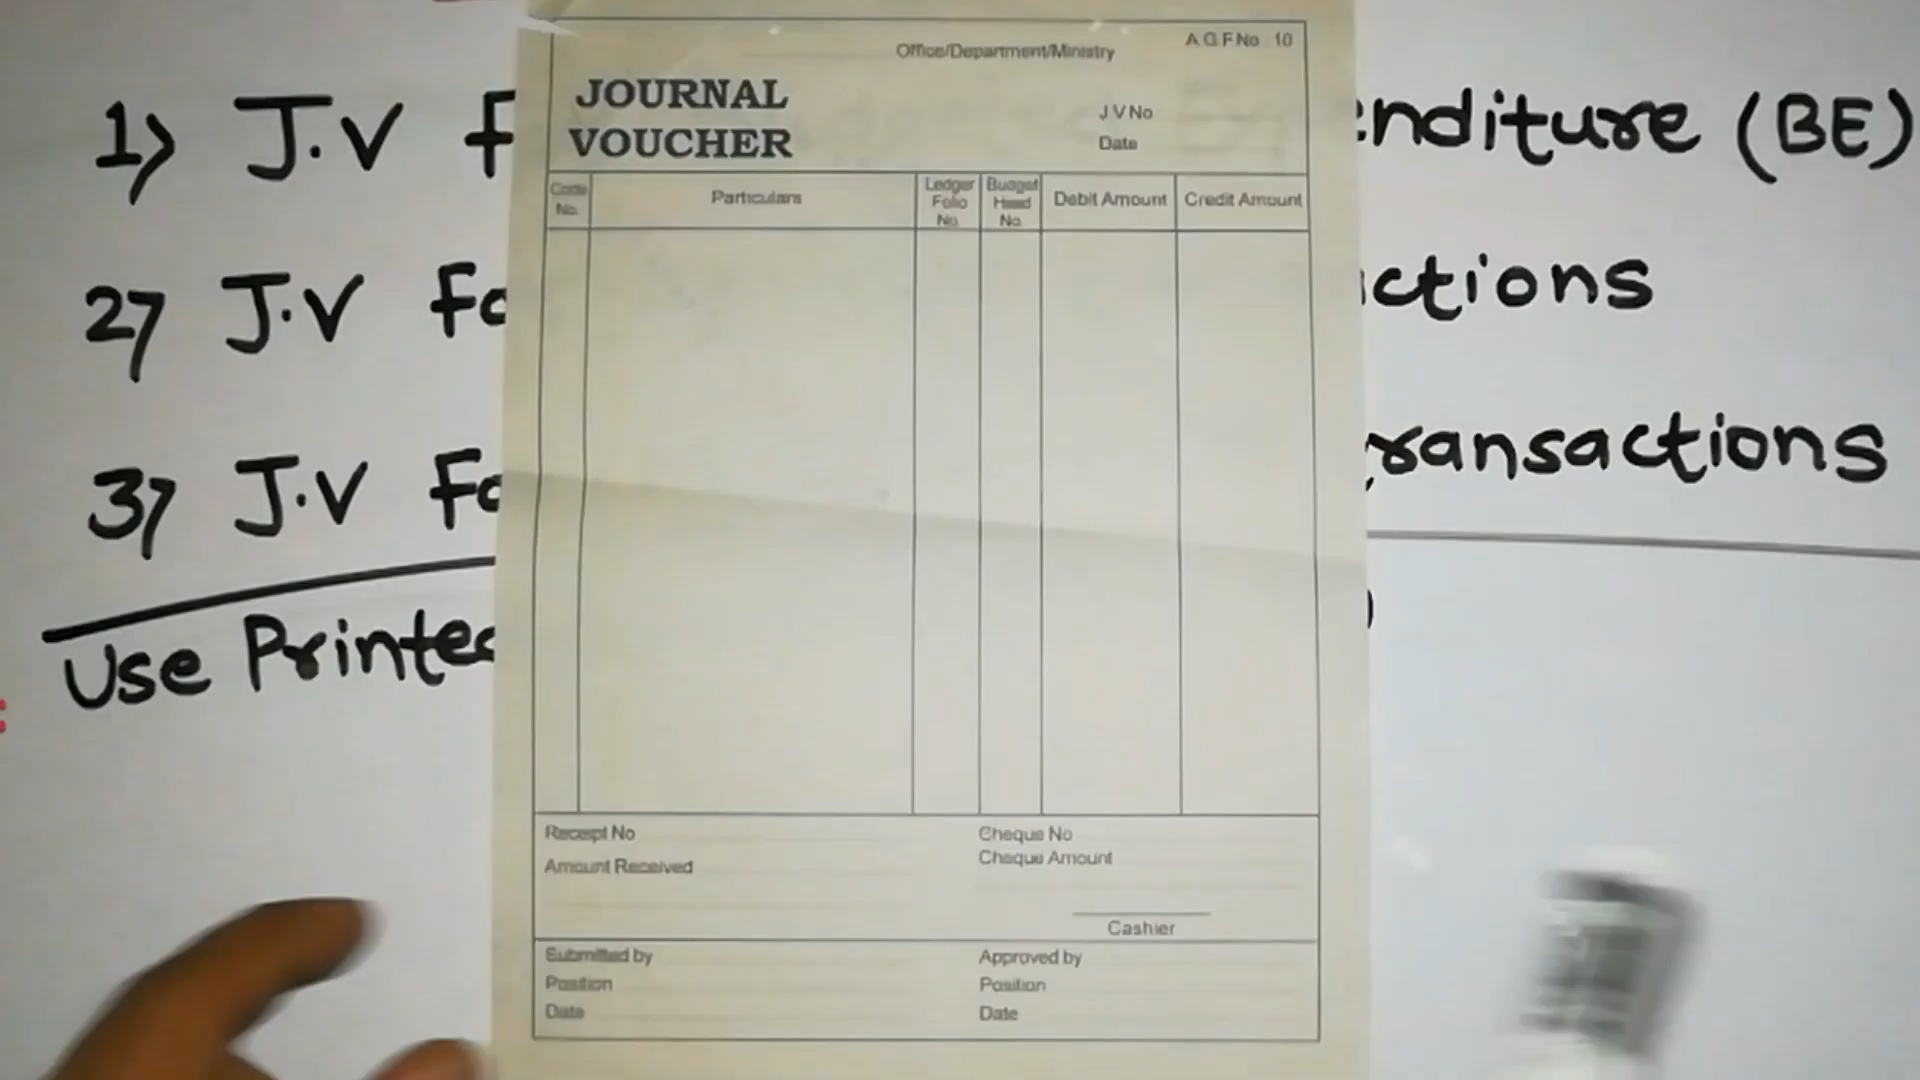 Office/Department/Ministry
A G F No 10
JOURNAL
VOUCHER
J V No
Date
Code No.
Particulars
Ledger Folio No.
Budget Head No.
Debit Amount
Credit Amount
Receipt No
Amount Received
Cheque No
Cheque Amount
Cashier
Submitted by
Position
Date
Approved by
Position
Date
1) J.V F enditure (BE)
2) J.V Fo ctions
3) J.V Fo ransactions
Use Printe )